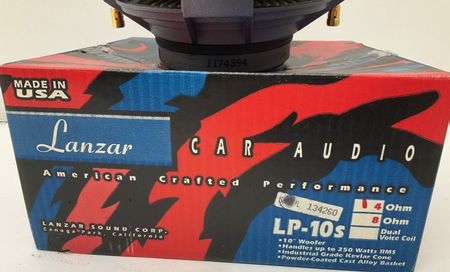 1174394
MADE IN
USA
Lanzar
CAR AUDIO
American Crafted Performance
134260
4 Ohm
8 Ohm
Dual
Voice Coil
LANZAR SOUND CORP.
Canoga Park, California
LP-10s
• 10" Woofer
• Handles up to 250 Watts RMS
• Industrial Grade Kevlar Cone
• Powder-Coated Cast Alloy Basket